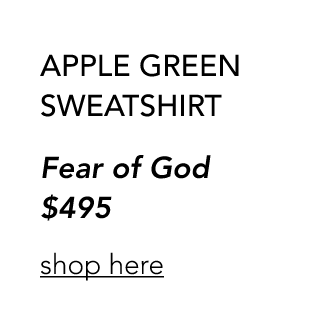 APPLE GREEN
SWEATSHIRT
Fear of God
$495
shop here